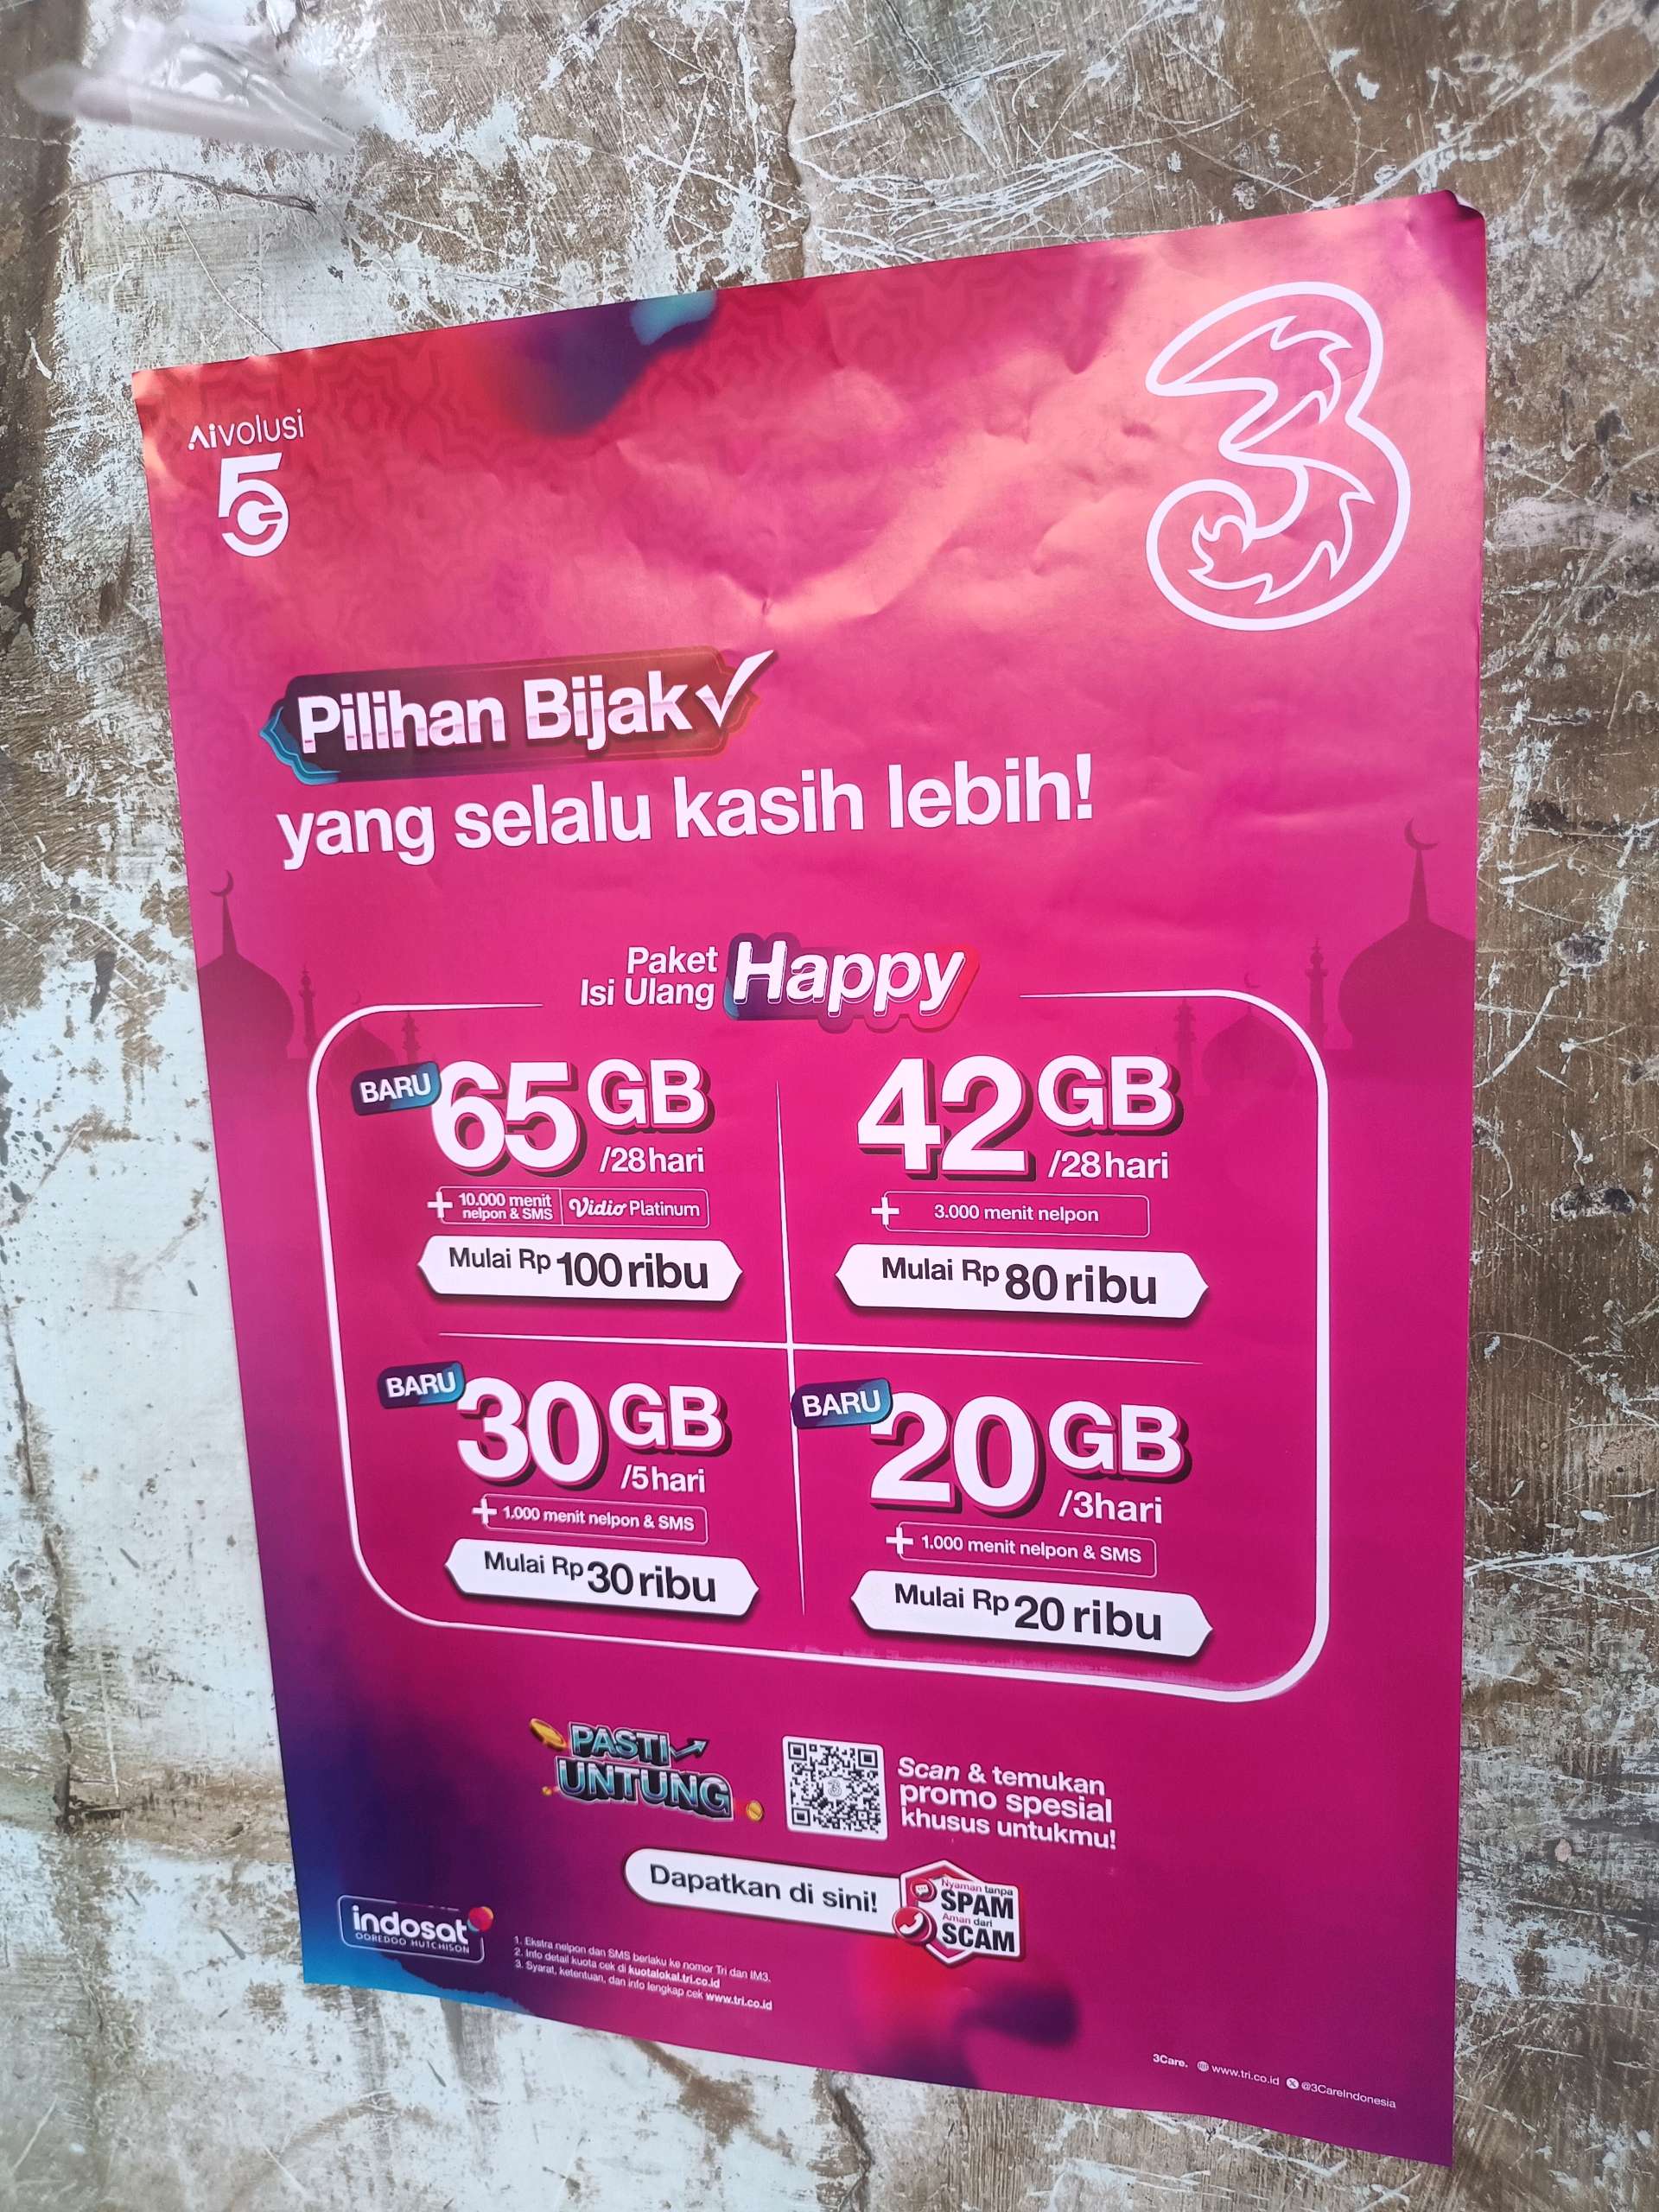 Aivolusi
5G
3
Pilihan Bijak
yang selalu kasih lebih!
Paket
Isi Ulang
Happy
BARU
65 GB
/28 hari
+ 10.000 menit
nelpon & SMS
Vidio Platinum
Mulai Rp 100 ribu
42 GB
/28 hari
+ 3.000 menit nelpon
Mulai Rp 80 ribu
BARU
30 GB
/5 hari
+ 1.000 menit nelpon & SMS
Mulai Rp 30 ribu
BARU
20 GB
/3 hari
+ 1.000 menit nelpon & SMS
Mulai Rp 20 ribu
PASTI
UNTUNG
Scan & temukan
promo spesial
khusus untukmu!
Dapatkan di sini!
Nyaman tanpa
SPAM
Aman dari
SCAM
indosat
OOREDOO HUTCHISON
1. Ekstra nelpon dan SMS berlaku ke nomor Tri dan IM3.
2. Info detail kuota cek di kuotalokal.tri.co.id
3. Syarat, ketentuan, dan info lengkap cek www.tri.co.id
3Care. www.tri.co.id @3CareIndonesia